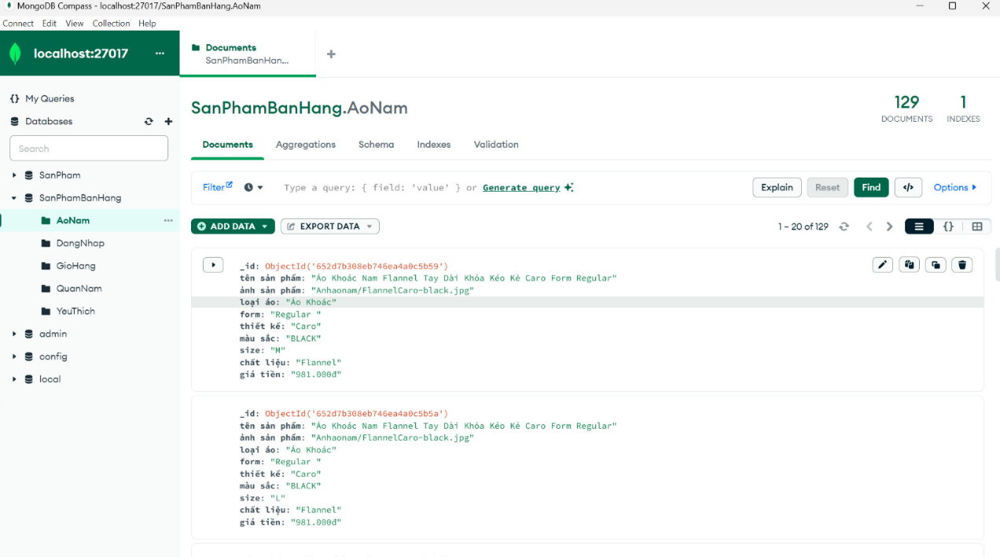 MongoDB Compass - localhost:27017/SanPhamBanHang.AoNam
Connect Edit View Collection Help
localhost:27017 ...
Documents
SanPhamBanHan...
My Queries
Databases
Search
SanPham
SanPhamBanHang
AoNam
DangNhap
GioHang
QuanNam
YeuThich
admin
config
local
SanPhamBanHang.AoNam
129
DOCUMENTS
1
INDEXES
Documents Aggregations Schema Indexes Validation
Filter Type a query: { field: 'value' } or Generate query Explain Reset Find </> Options
ADD DATA EXPORT DATA 1 – 20 of 129 {}
_id: ObjectId('652d7b308eb746ea4a0c5b59')
tên sản phẩm: "Áo Khoác Nam Flannel Tay Dài Khóa Kéo Kẻ Caro Form Regular"
ảnh sản phẩm: "Anhaonam/FlannelCaro-black.jpg"
loại áo: "Áo Khoác"
form: "Regular "
thiết kế: "Caro"
màu sắc: "BLACK"
size: "M"
chất liệu: "Flannel"
giá tiền: "981.000đ"
_id: ObjectId('652d7b308eb746ea4a0c5b5a')
tên sản phẩm: "Áo Khoác Nam Flannel Tay Dài Khóa Kéo Kẻ Caro Form Regular"
ảnh sản phẩm: "Anhaonam/FlannelCaro-black.jpg"
loại áo: "Áo Khoác"
form: "Regular "
thiết kế: "Caro"
màu sắc: "BLACK"
size: "L"
chất liệu: "Flannel"
giá tiền: "981.000đ"